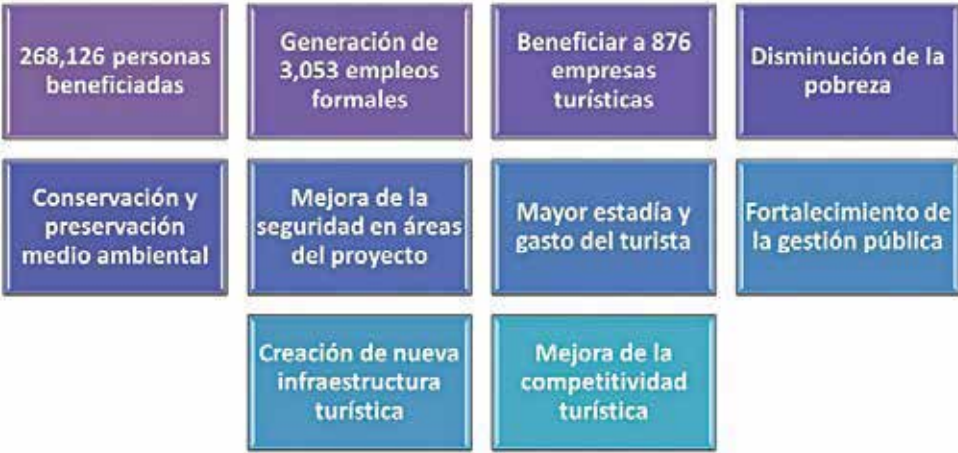 268,126 personas
beneficiadas
Generación de
3,053 empleos
formales
Beneficiar a 876
empresas
turísticas
Disminución de la
pobreza
Conservación y
preservación
medio ambiental
Mejora de la
seguridad en áreas
del proyecto
Mayor estadía y
gasto del turista
Fortalecimiento de
la gestión pública
Creación de nueva
infraestructura
turística
Mejora de la
competitividad
turística